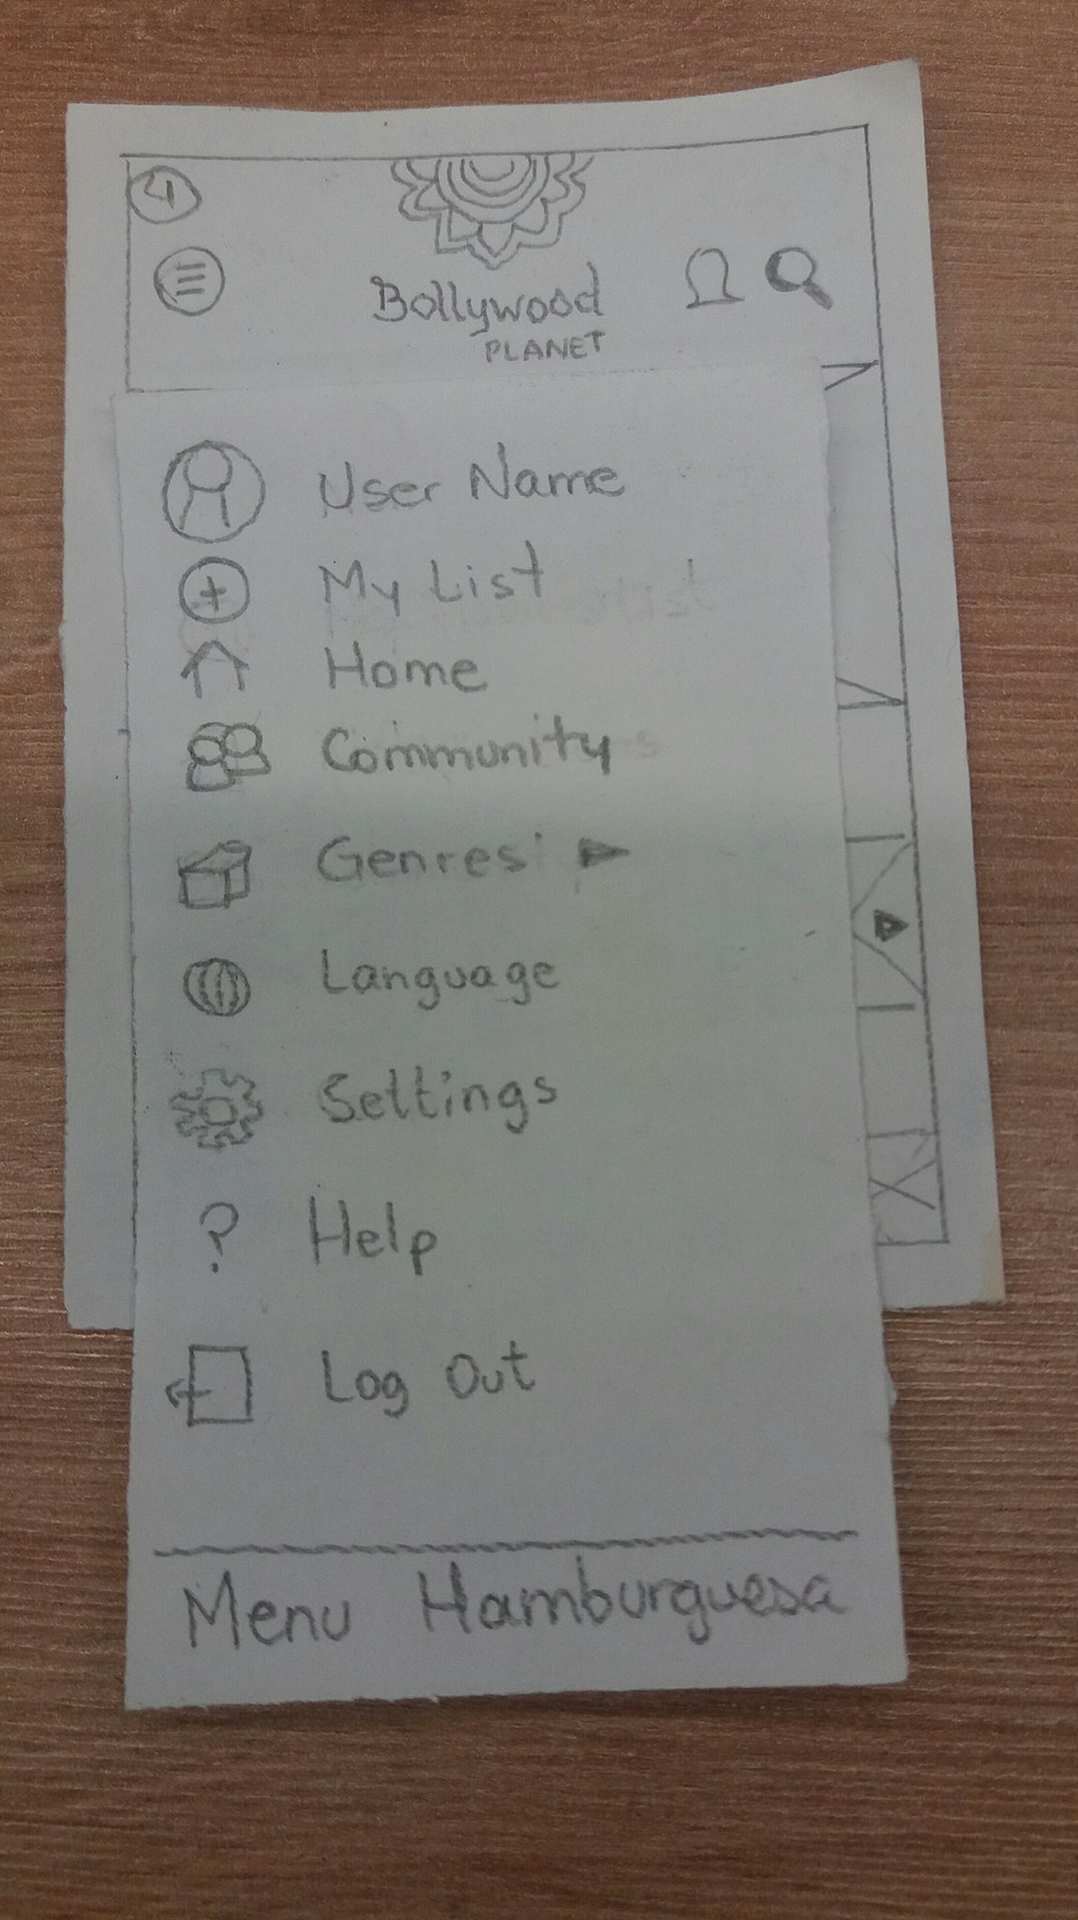 4
Bollywood
PLANET
User Name
My List
Home
Community
Genres
Language
Settings
? Help
Log Out
Menu Hamburguesa